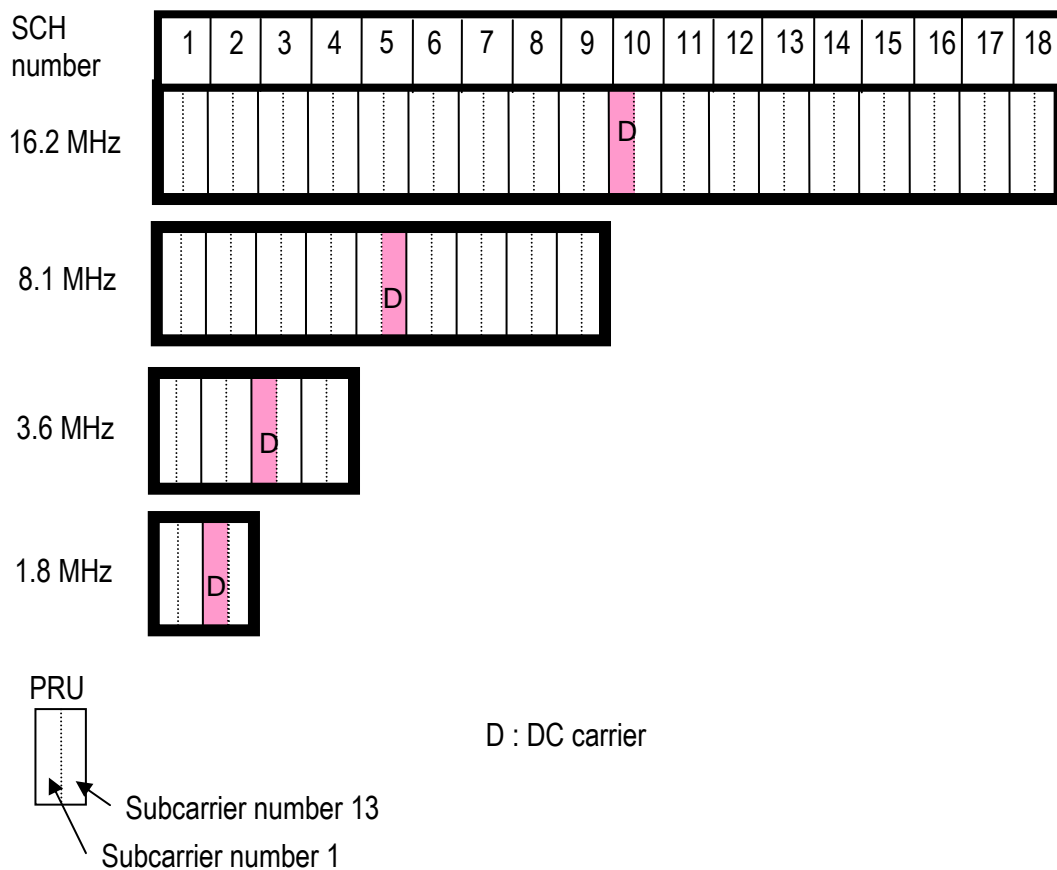 SCH
number
1 2 3 4 5 6 7 8 9 10 11 12 13 14 15 16 17 18
16.2 MHz
D
8.1 MHz
D
3.6 MHz
D
1.8 MHz
D
PRU
D : DC carrier
Subcarrier number 13
Subcarrier number 1